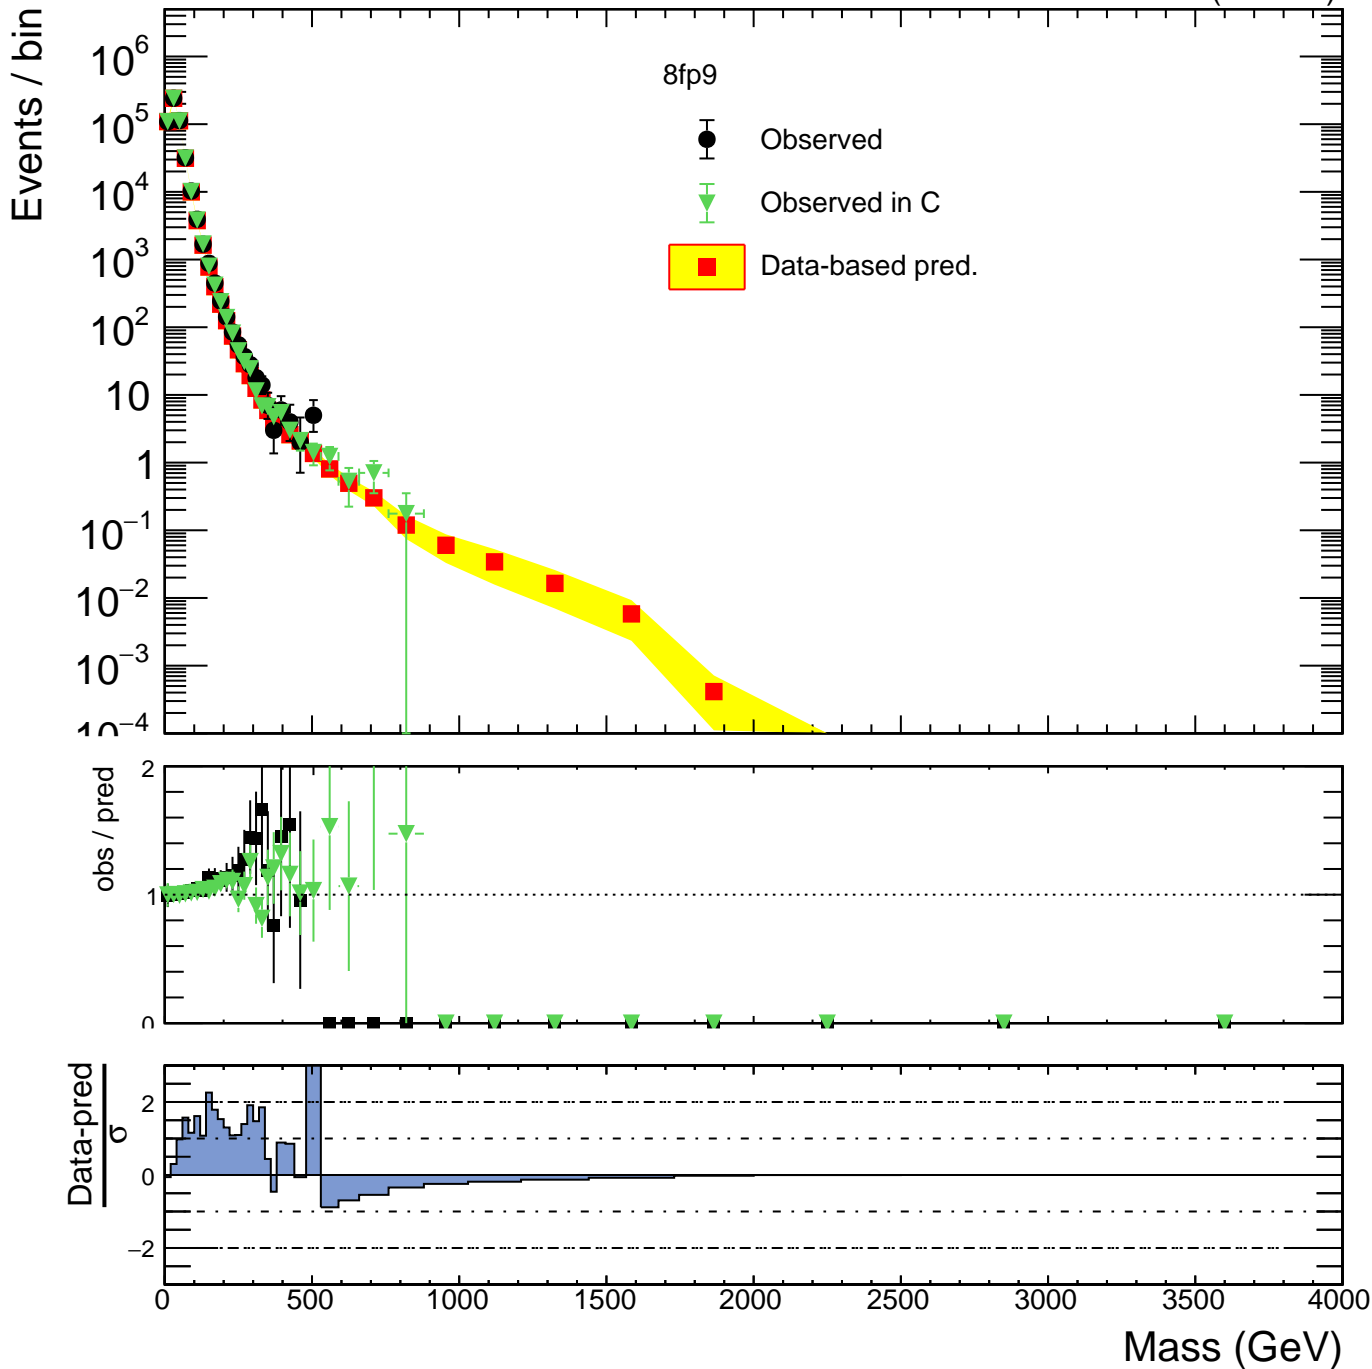 Events / bin
10^6
10^5
10^4
10^3
10^2
10
1
10^−1
10^−2
10^−3
10^−4
8fp9
Observed
Observed in C
Data-based pred.
obs / pred
2
1
0
Data-pred
σ
2
0
−2
0 500 1000 1500 2000 2500 3000 3500 4000
Mass (GeV)